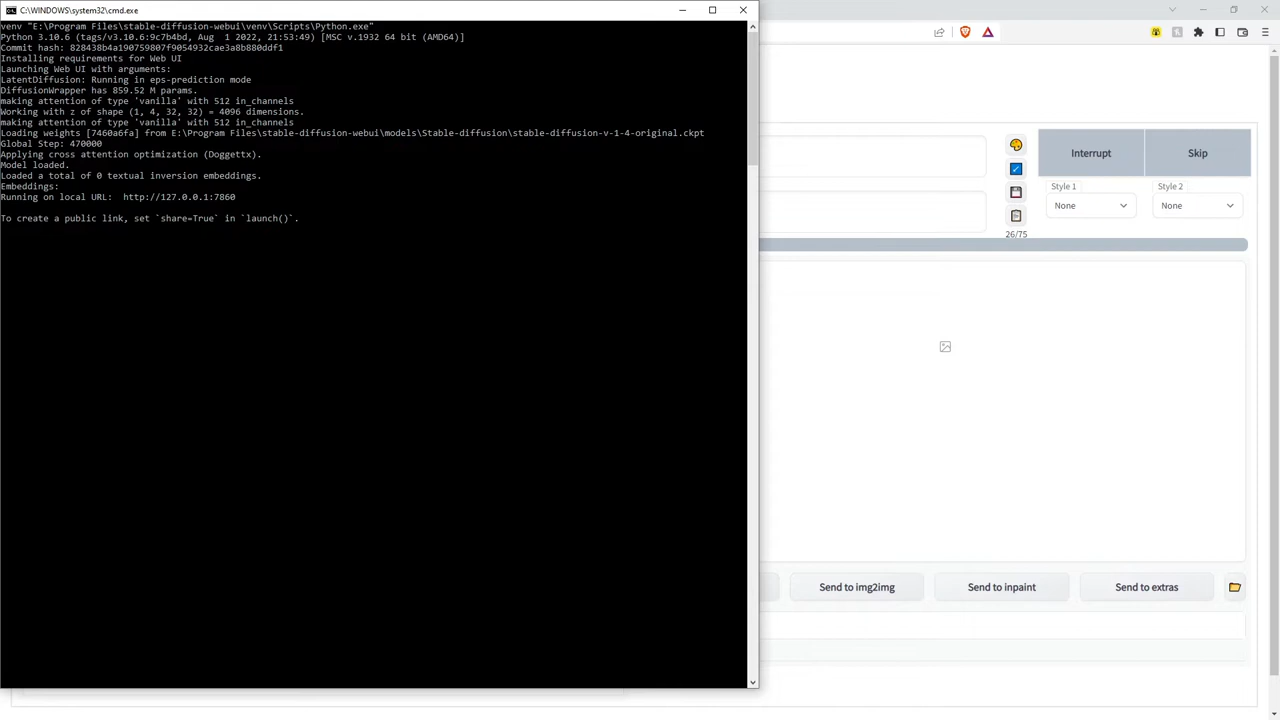 C:\WINDOWS\system32\cmd.exe
venv "E:\Program Files\stable-diffusion-webui\venv\Scripts\Python.exe"
Python 3.10.6 (tags/v3.10.6:9c7b4bd, Aug  1 2022, 21:53:49) [MSC v.1932 64 bit (AMD64)]
Commit hash: 828438b4a190759807f9054932cae3a8b880ddf1
Installing requirements for Web UI
Launching Web UI with arguments:
LatentDiffusion: Running in eps-prediction mode
DiffusionWrapper has 859.52 M params.
making attention of type 'vanilla' with 512 in_channels
Working with z of shape (1, 4, 32, 32) = 4096 dimensions.
making attention of type 'vanilla' with 512 in_channels
Loading weights [7460a6fa] from E:\Program Files\stable-diffusion-webui\models\Stable-diffusion\stable-diffusion-v-1-4-original.ckpt
Global Step: 470000
Applying cross attention optimization (Doggettx).
Model loaded.
Loaded a total of 0 textual inversion embeddings.
Embeddings:
Running on local URL:  http://127.0.0.1:7860
To create a public link, set `share=True` in `launch()`.
Interrupt
Skip
Style 1
Style 2
None
None
26/75
Send to img2img
Send to inpaint
Send to extras